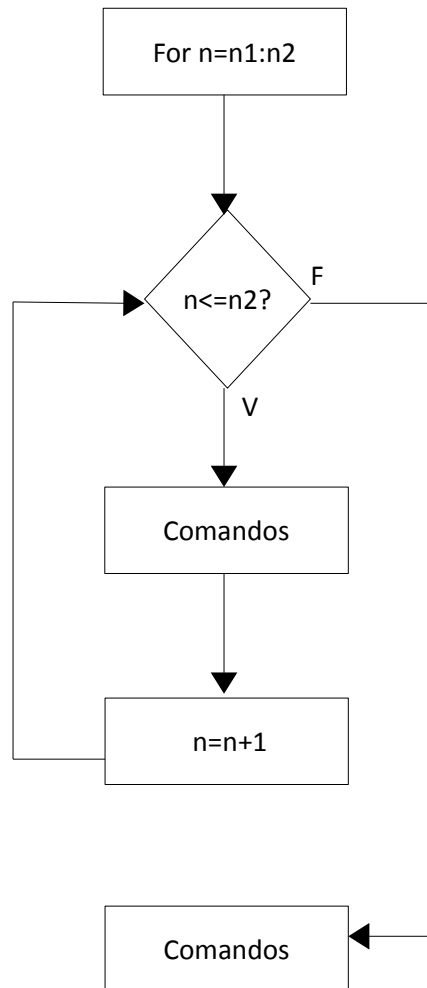 For n=n1:n2
F
n<=n2?
V
Comandos
n=n+1
Comandos